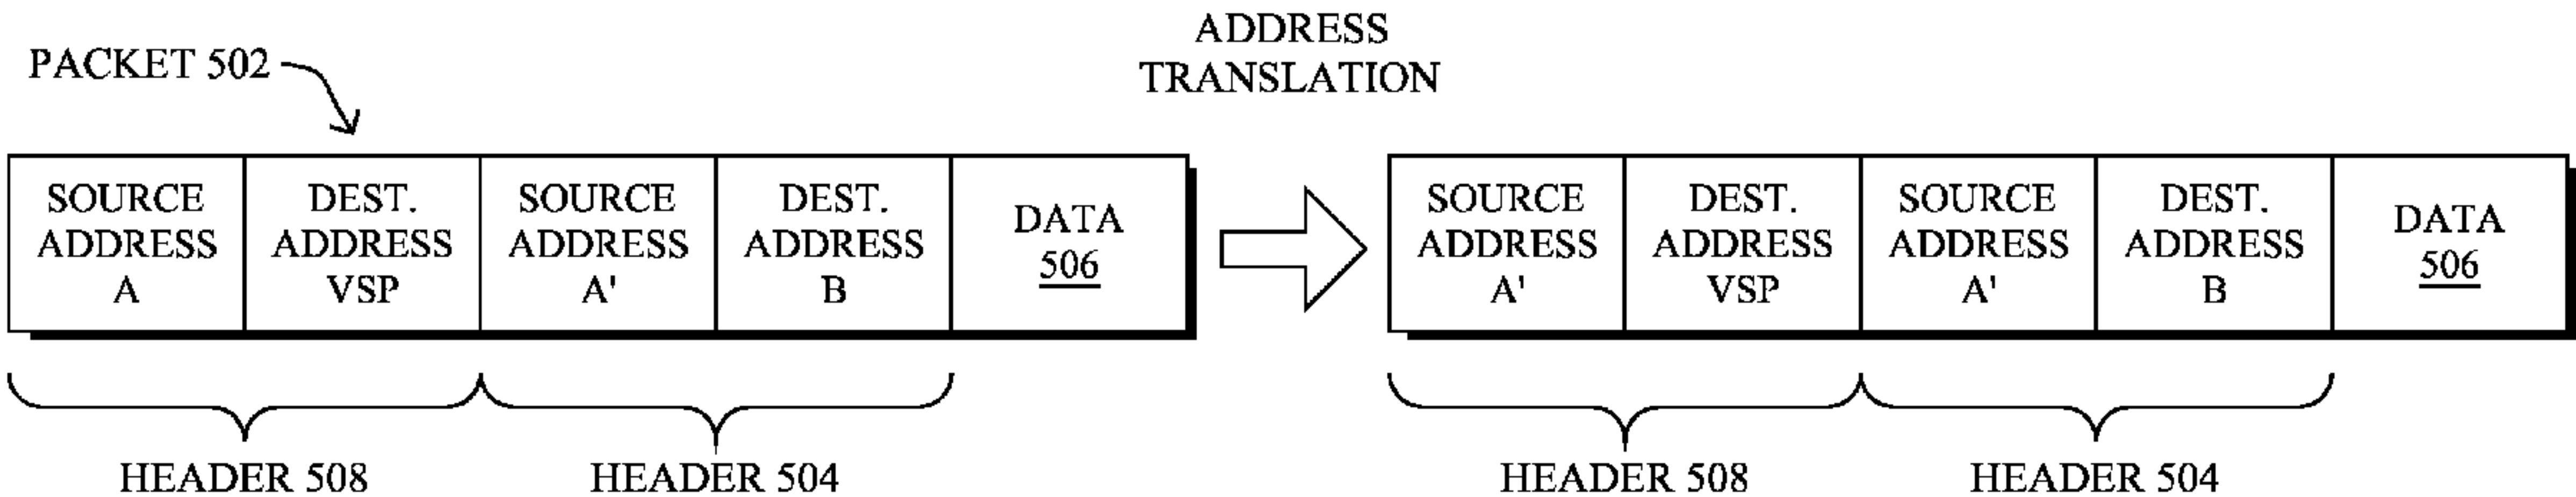 ADDRESS
TRANSLATION
PACKET 502
SOURCE
ADDRESS
A
DEST.
ADDRESS
VSP
SOURCE
ADDRESS
A'
DEST.
ADDRESS
B
DATA
506
SOURCE
ADDRESS
A'
DEST.
ADDRESS
VSP
SOURCE
ADDRESS
A'
DEST.
ADDRESS
B
DATA
506
HEADER 508
HEADER 504
HEADER 508
HEADER 504